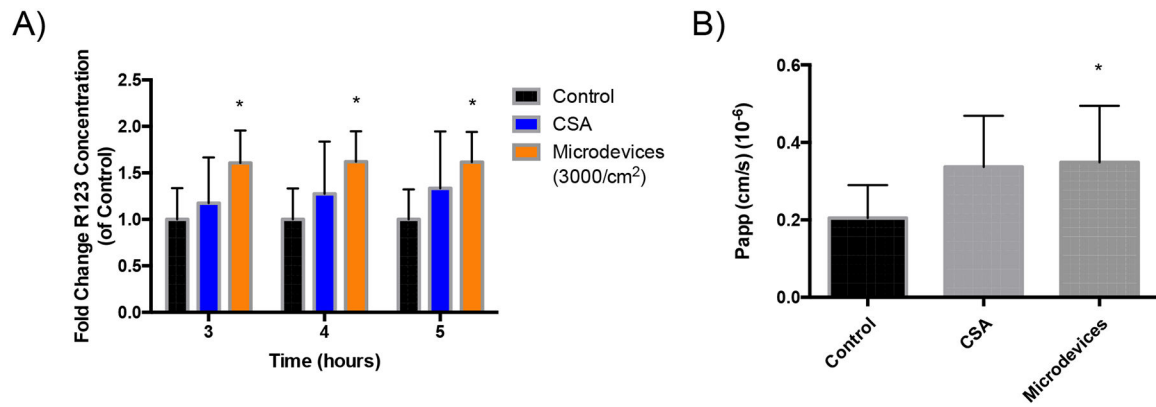 A)
Fold Change R123 Concentration
(of Control)
2.5
2.0
1.5
1.0
0.5
0.0
* * *
3 4 5
Time (hours)
Control
CSA
Microdevices
(3000/cm²)
B)
Papp (cm/s) (10⁻⁶)
0.6
0.4
0.2
0.0
*
Control
CSA
Microdevices